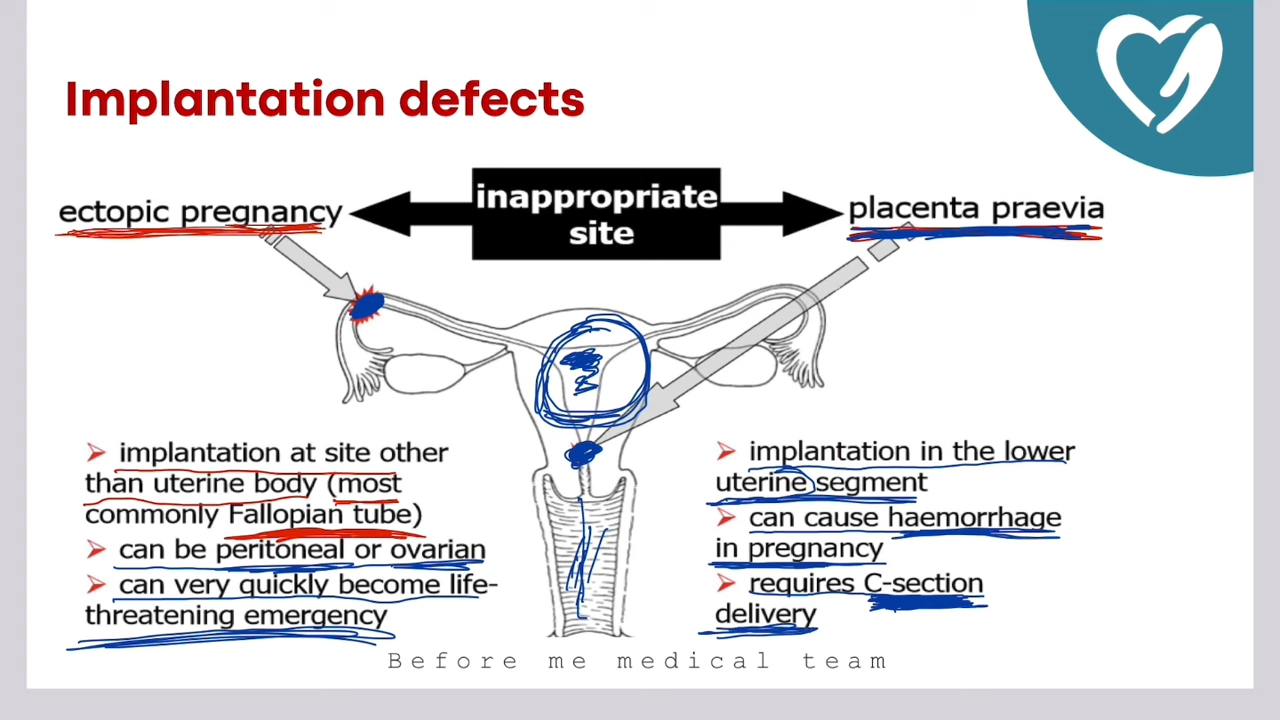 Implantation defects
ectopic pregnancy
inappropriate
site
placenta praevia
➢ implantation at site other
than uterine body (most
commonly Fallopian tube)
➢ can be peritoneal or ovarian
➢ can very quickly become life-
threatening emergency
➢ implantation in the lower
uterine segment
➢ can cause haemorrhage
in pregnancy
➢ requires C-section
delivery
Before me medical team